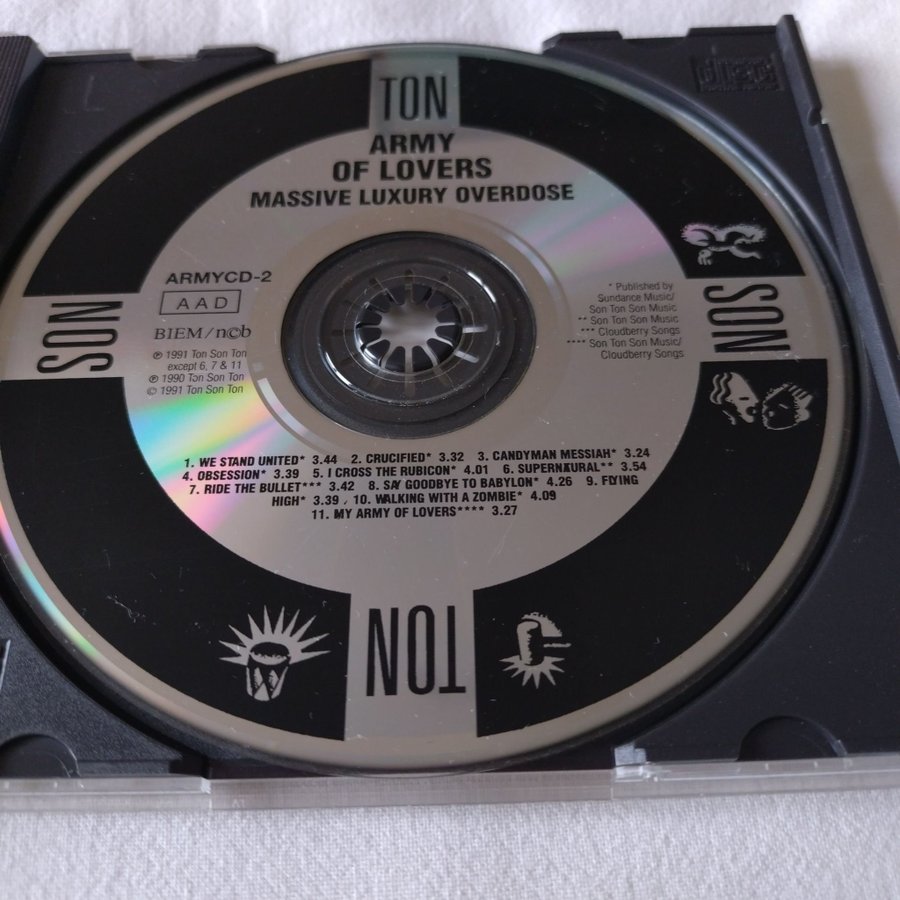 TON
ARMY
OF LOVERS
MASSIVE LUXURY OVERDOSE
ARMYCD-2
AAD
BIEM/n©b
℗ 1991 Ton Son Ton
except 6, 7 & 11
℗ 1990 Ton Son Ton
© 1991 Ton Son Ton
* Published by
Sundance Music/
Son Ton Son Music
** Son Ton Son Music
*** Cloudberry Songs
**** Son Ton Son Music/
Cloudberry Songs
SON
SON
1. WE STAND UNITED* 3.44 2. CRUCIFIED* 3.32 3. CANDYMAN MESSIAH* 3.24
4. OBSESSION* 3.39 5. I CROSS THE RUBICON* 4.01 6. SUPERNATURAL** 3.54
7. RIDE THE BULLET*** 3.42 8. SAY GOODBYE TO BABYLON* 4.26 9. FLYING
HIGH* 3.39, 10. WALKING WITH A ZOMBIE* 4.09
11. MY ARMY OF LOVERS**** 3.27
TON